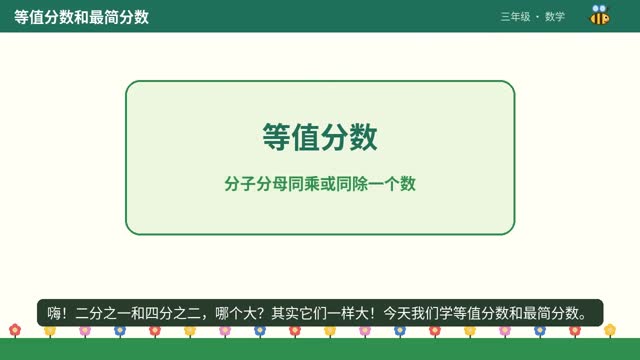 等值分数和最简分数
三年级 · 数学
等值分数
分子分母同乘或同除一个数
嗨！二分之一和四分之二，哪个大？其实它们一样大！今天我们学等值分数和最简分数。